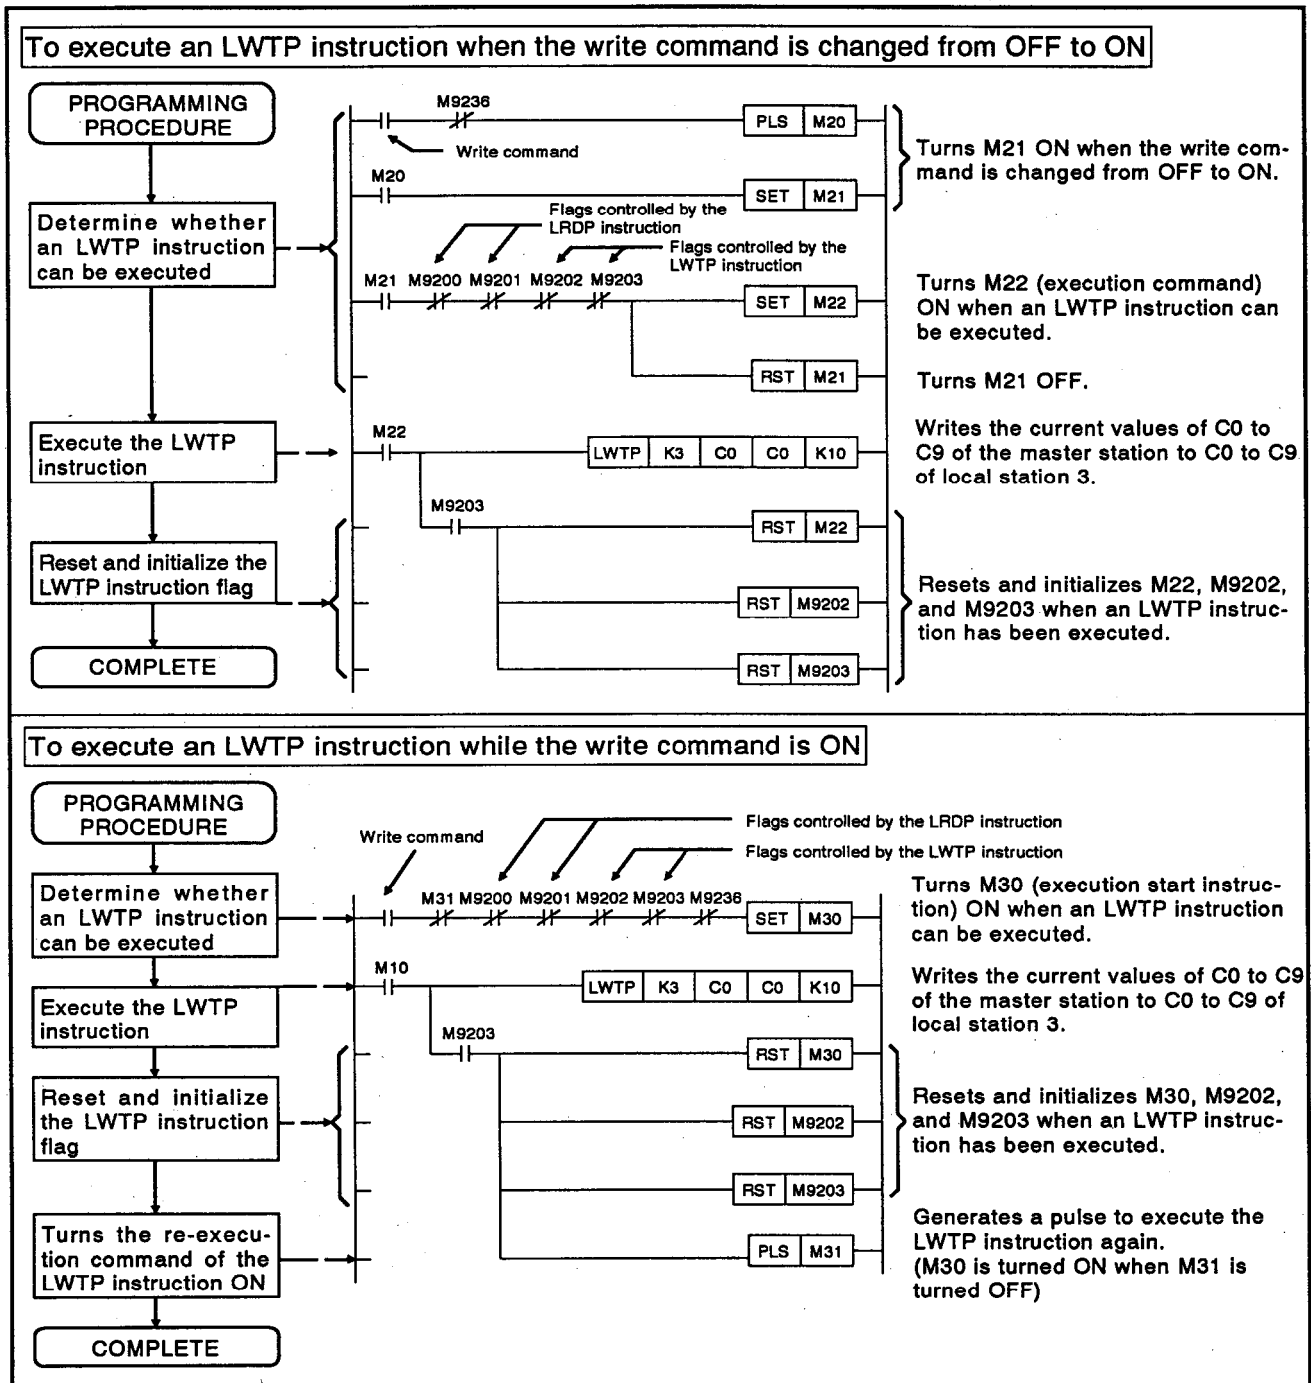 To execute an LWTP instruction when the write command is changed from OFF to ON
PROGRAMMING
PROCEDURE
Determine whether
an LWTP instruction
can be executed
Execute the LWTP
instruction
Reset and initialize the
LWTP instruction flag
COMPLETE
M9236
PLS M20
Write command
M20
SET M21
Flags controlled by the
LRDP instruction
Flags controlled by the
LWTP instruction
M21 M9200 M9201 M9202 M9203
SET M22
RST M21
M22
LWTP K3 C0 C0 K10
M9203
RST M22
RST M9202
RST M9203
Turns M21 ON when the write com-
mand is changed from OFF to ON.
Turns M22 (execution command)
ON when an LWTP instruction can
be executed.
Turns M21 OFF.
Writes the current values of C0 to
C9 of the master station to C0 to C9
of local station 3.
Resets and initializes M22, M9202,
and M9203 when an LWTP instruc-
tion has been executed.
To execute an LWTP instruction while the write command is ON
PROGRAMMING
PROCEDURE
Determine whether
an LWTP instruction
can be executed
Execute the LWTP
instruction
Reset and initialize
the LWTP instruction
flag
Turns the re-execu-
tion command of the
LWTP instruction ON
COMPLETE
Write command
Flags controlled by the LRDP instruction
Flags controlled by the LWTP instruction
M31 M9200 M9201 M9202 M9203 M9236
SET M30
M10
LWTP K3 C0 C0 K10
M9203
RST M30
RST M9202
RST M9203
PLS M31
Turns M30 (execution start instruc-
tion) ON when an LWTP instruction
can be executed.
Writes the current values of C0 to C9
of the master station to C0 to C9 of
local station 3.
Resets and initializes M30, M9202,
and M9203 when an LWTP instruc-
tion has been executed.
Generates a pulse to execute the
LWTP instruction again.
(M30 is turned ON when M31 is
turned OFF)